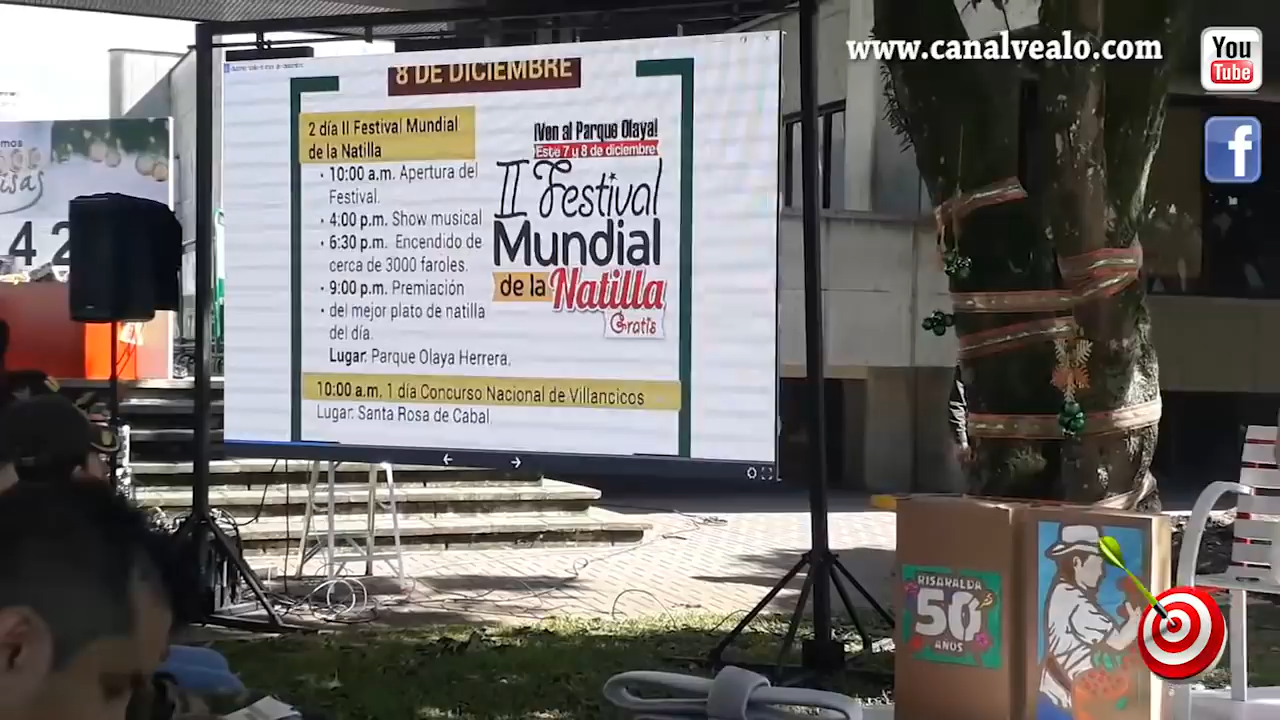 www.canalvealo.com
You
Tube
f
mos
42
8 DE DICIEMBRE
2 día II Festival Mundial
de la Natilla
• 10:00 a.m. Apertura del
Festival.
• 4:00 p.m. Show musical
• 6:30 p.m. Encendido de
cerca de 3000 faroles.
• 9:00 p.m. Premiación
• del mejor plato de natilla
del día.
Lugar: Parque Olaya Herrera.
¡Ven al Parque Olaya!
Este 7 y 8 de diciembre
II Festival
Mundial
de la Natilla
Gratis
10:00 a.m. 1 día Concurso Nacional de Villancicos
Lugar: Santa Rosa de Cabal.
RISARALDA
50
AÑOS